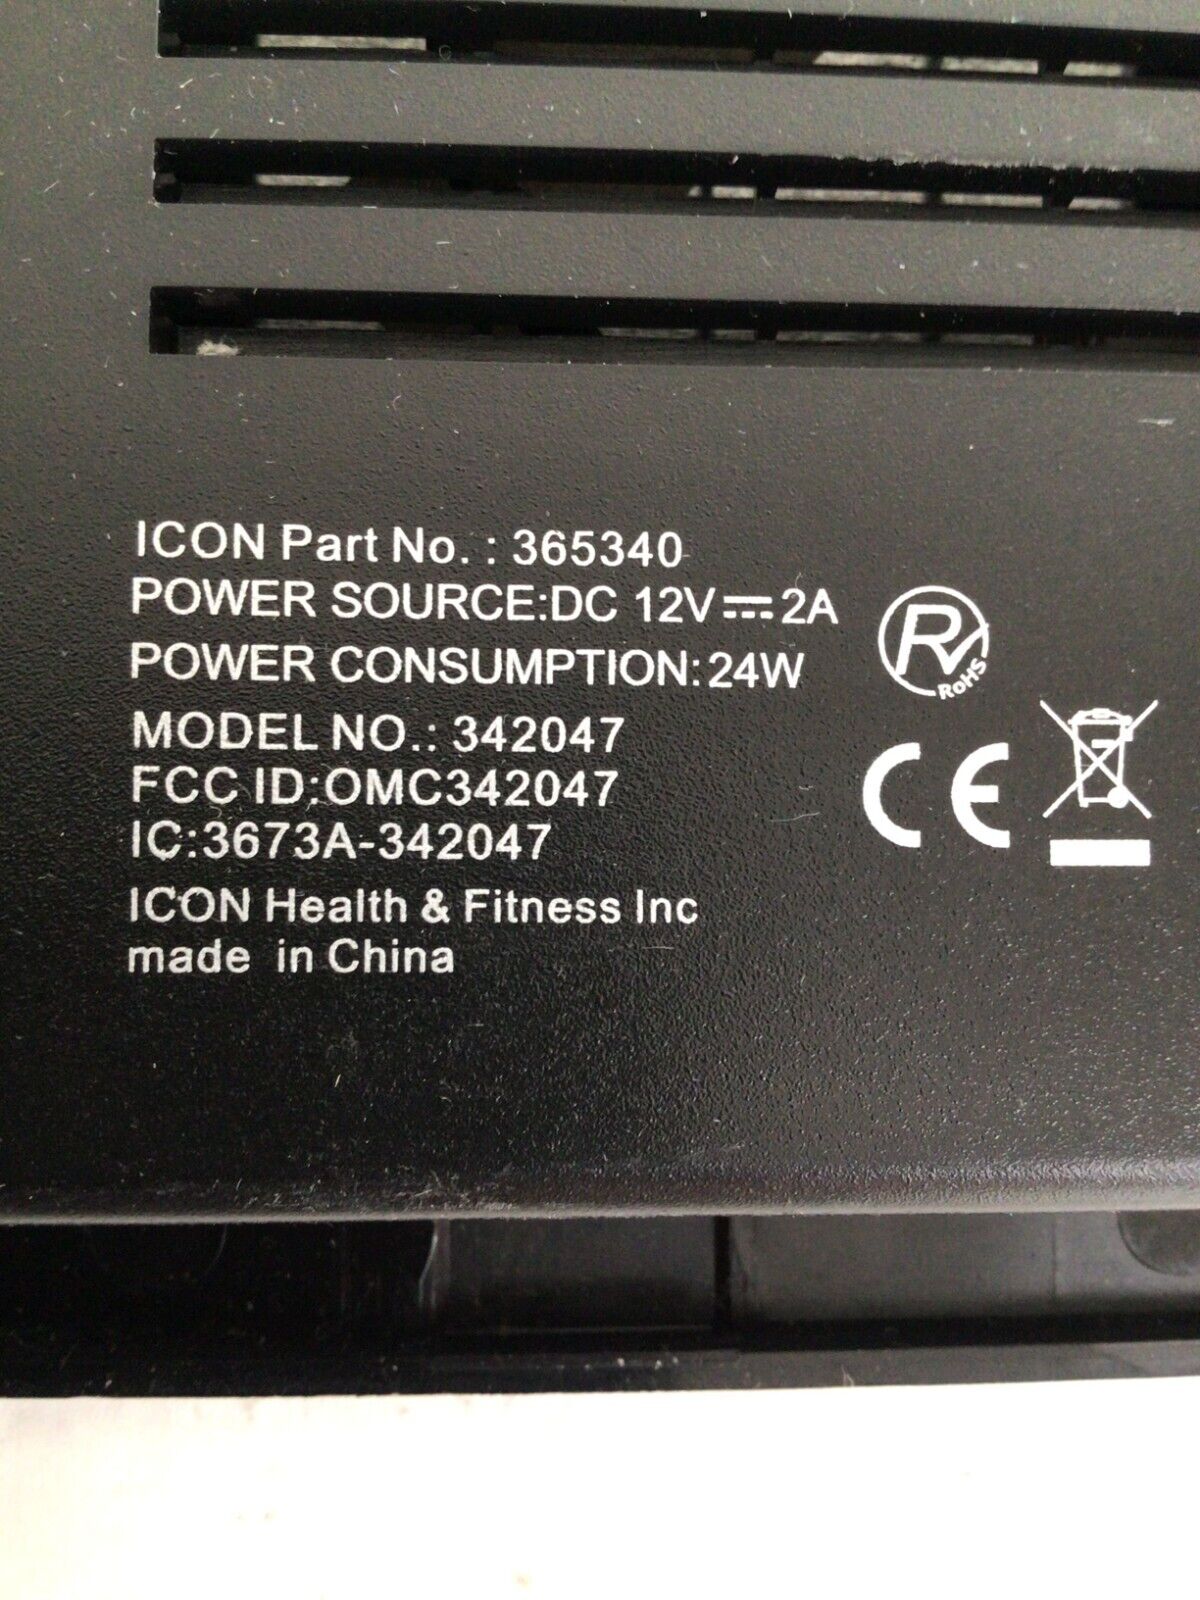 ICON Part No. : 365340
POWER SOURCE:DC 12V⎓2A
POWER CONSUMPTION:24W
MODEL NO.: 342047
FCC ID:OMC342047
IC:3673A-342047
ICON Health & Fitness Inc
made in China
RV
RoHS
CE